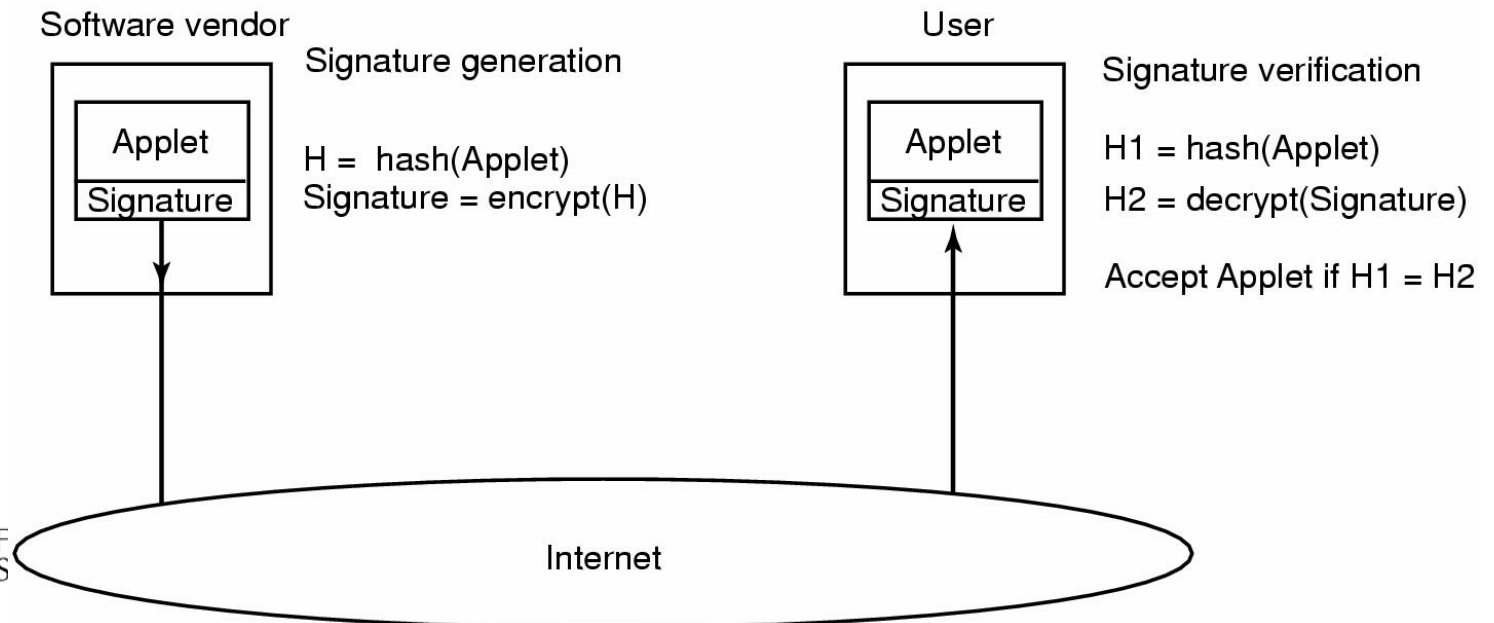 Software vendor
Signature generation
Applet
Signature
H = hash(Applet)
Signature = encrypt(H)
User
Signature verification
Applet
Signature
H1 = hash(Applet)
H2 = decrypt(Signature)
Accept Applet if H1 = H2
Internet